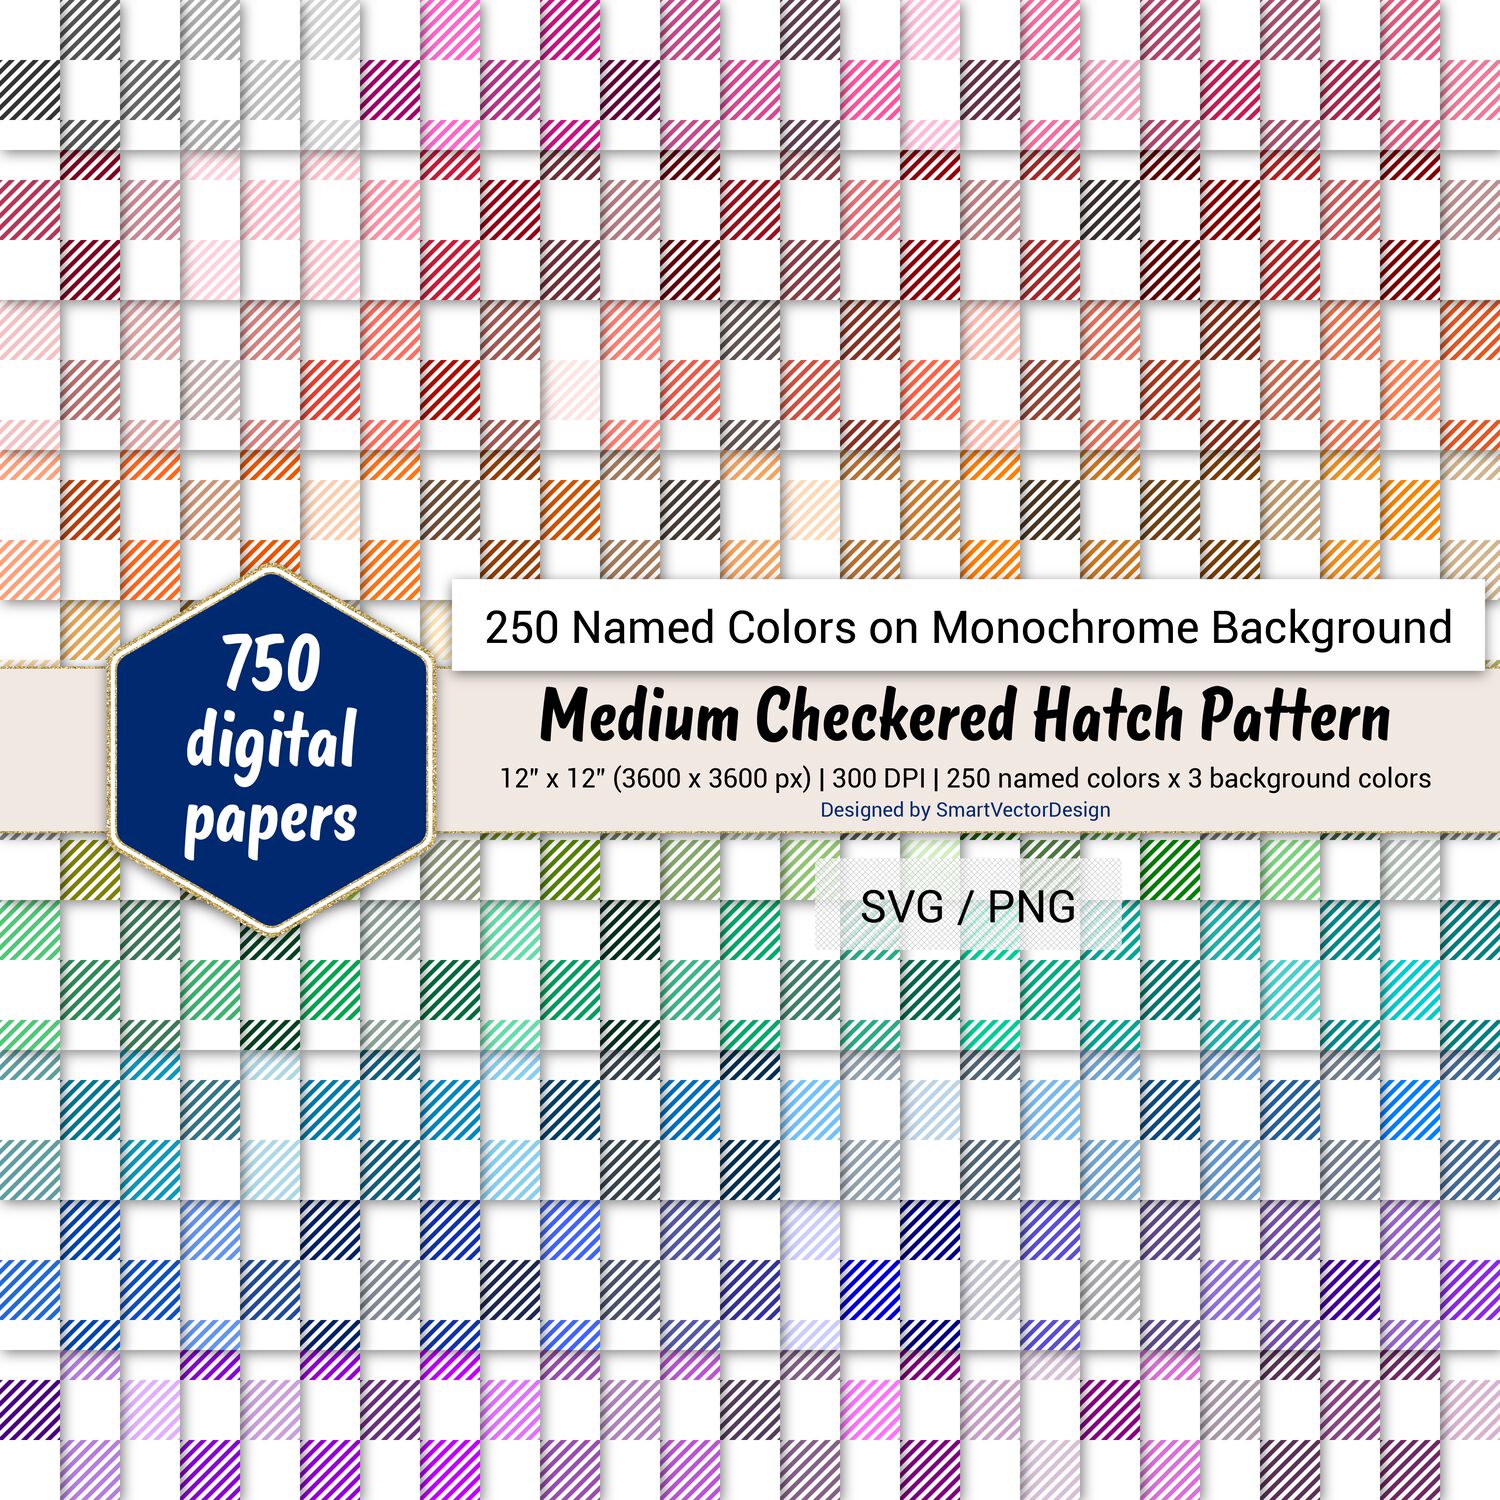 250 Named Colors on Monochrome Background
750
digital
papers
Medium Checkered Hatch Pattern
12" x 12" (3600 x 3600 px) | 300 DPI | 250 named colors x 3 background colors
Designed by SmartVectorDesign
SVG / PNG